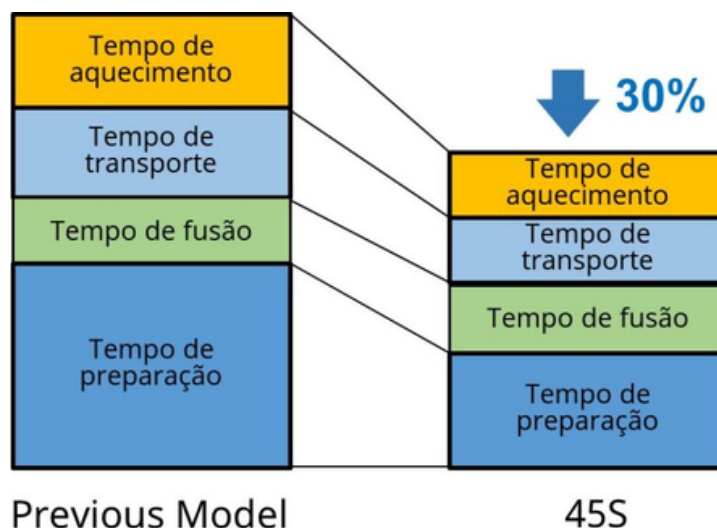 Tempo de
aquecimento
Tempo de
transporte
Tempo de fusão
Tempo de
preparação
Previous Model
30%
Tempo de
aquecimento
Tempo de
transporte
Tempo de fusão
Tempo de
preparação
45S